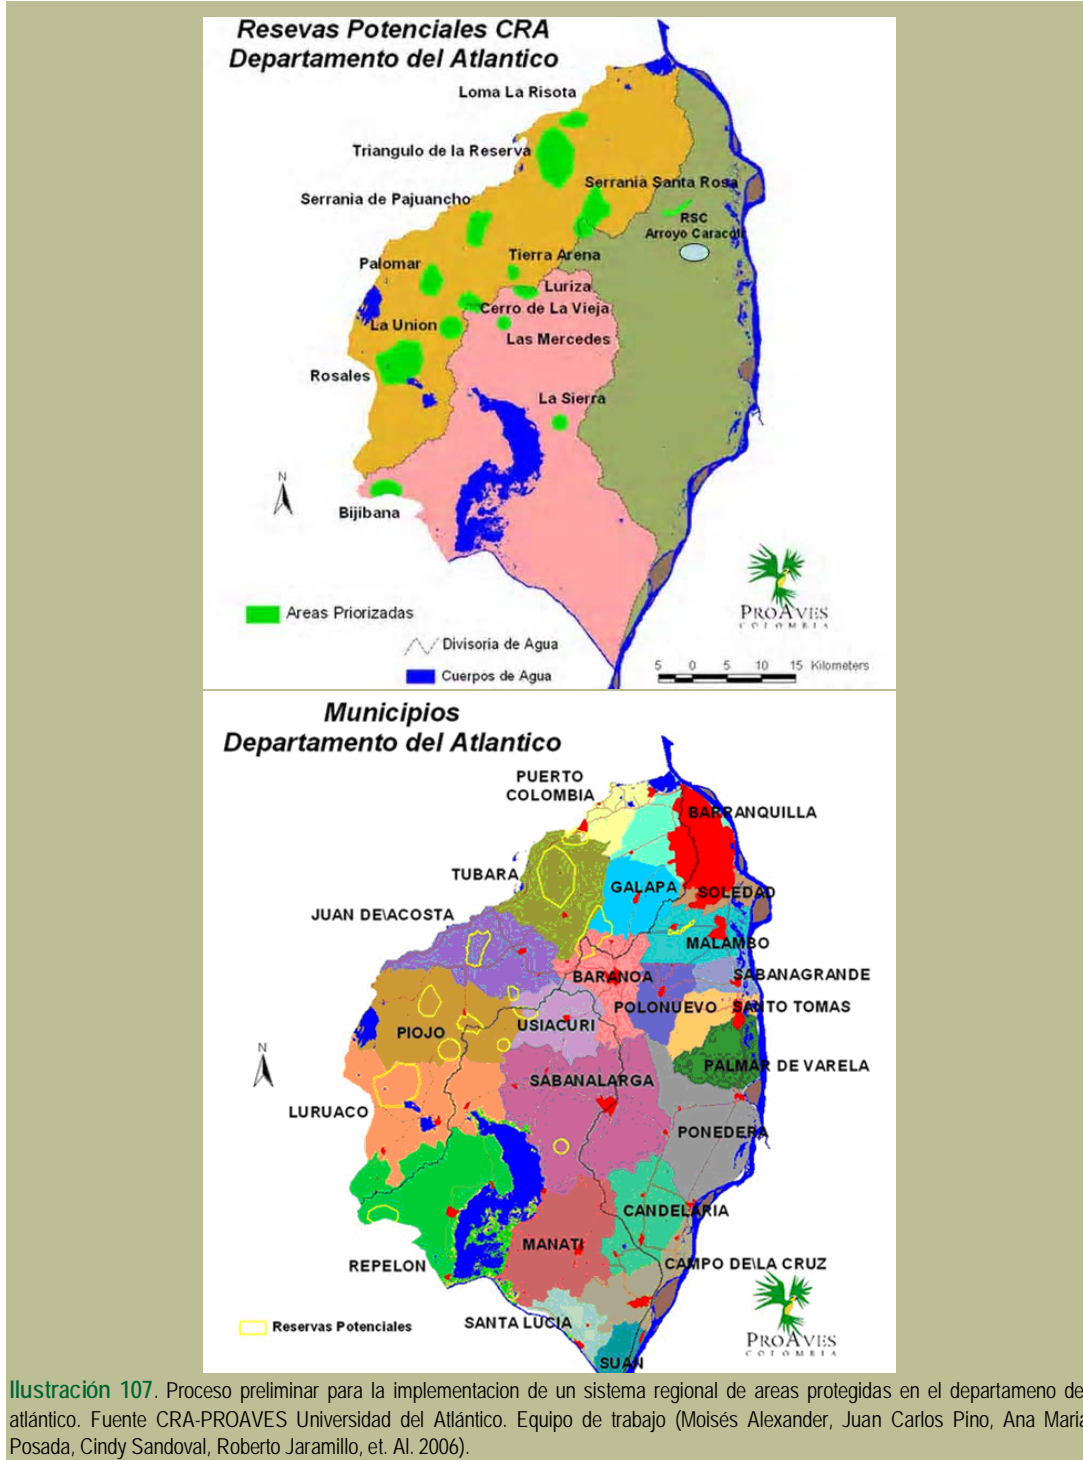 Resevas Potenciales CRA
Departamento del Atlantico
Loma La Risota
Triangulo de la Reserva
Serrania Santa Rosa
Serrania de Pajuancho
RSC
Arroyo Caracoli
Tierra Arena
Palomar
Luriza
Cerro de La Vieja
La Union
Las Mercedes
Rosales
La Sierra
N
Bijibana
PROAVES
COLOMBIA
Areas Priorizadas
Divisoria de Agua
Cuerpos de Agua
5 0 5 10 15 Kilometers
Municipios
Departamento del Atlantico
PUERTO
COLOMBIA
BARRANQUILLA
TUBARA
GALAPA
SOLEDAD
JUAN DE\ACOSTA
MALAMBO
BARANOA
SABANAGRANDE
POLONUEVO
SANTO TOMAS
USIACURI
PIOJO
N
PALMAR DE VARELA
SABANALARGA
LURUACO
PONEDERA
CANDELARIA
MANATI
REPELON
CAMPO DE\LA CRUZ
SANTA LUCIA
Reservas Potenciales
PROAVES
COLOMBIA
SUAN
Ilustración 107. Proceso preliminar para la implementacion de un sistema regional de areas protegidas en el departameno de
atlántico. Fuente CRA-PROAVES Universidad del Atlántico. Equipo de trabajo (Moisés Alexander, Juan Carlos Pino, Ana Maria
Posada, Cindy Sandoval, Roberto Jaramillo, et. Al. 2006).